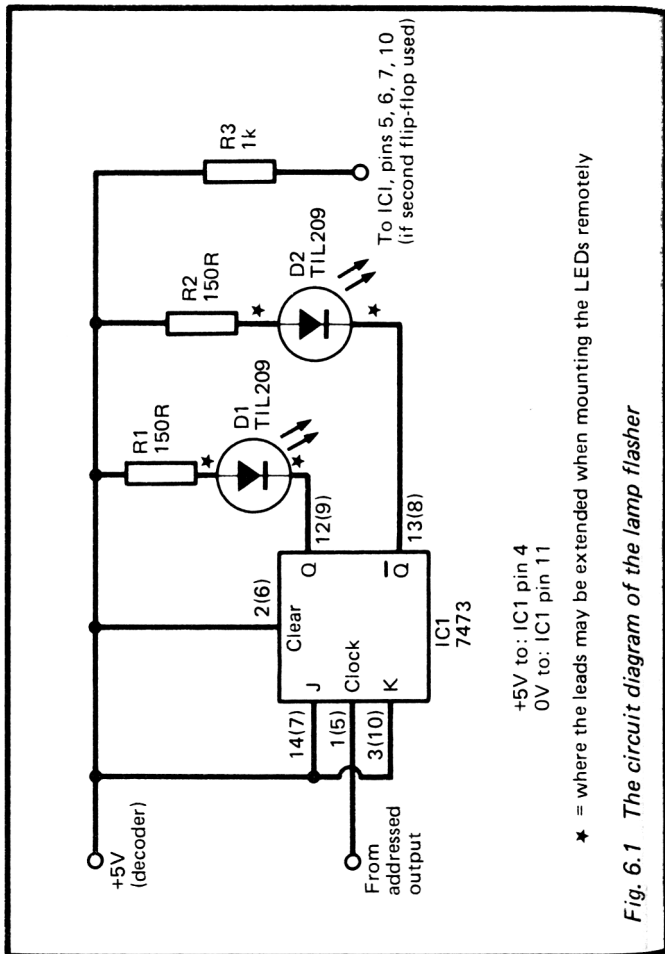 +5V
(decoder)
From
addressed
output
14(7)
1(5)
3(10)
2(6)
J
Clear
Clock
K
Q
Q̅
12(9)
13(8)
IC1
7473
R1
150R
D1
TIL209
★
★
R2
150R
D2
TIL209
★
★
R3
1k
To ICI, pins 5, 6, 7, 10
(if second flip-flop used)
+5V to: IC1 pin 4
0V to: IC1 pin 11
★ = where the leads may be extended when mounting the LEDs remotely
Fig. 6.1 The circuit diagram of the lamp flasher